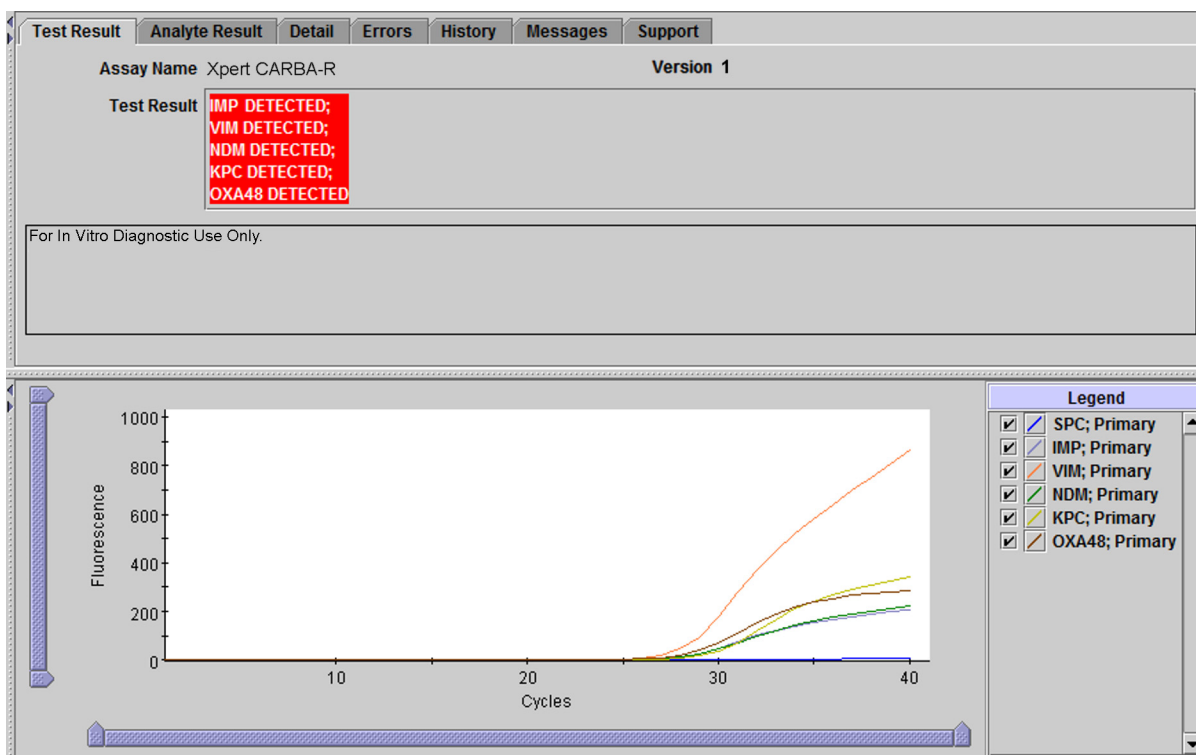 Test Result Analyte Result Detail Errors History Messages Support
Assay Name Xpert CARBA-R Version 1
Test Result IMP DETECTED;
VIM DETECTED;
NDM DETECTED;
KPC DETECTED;
OXA48 DETECTED
For In Vitro Diagnostic Use Only.
1000
800
600
400
200
0
Fluorescence
10 20 30 40
Cycles
Legend
SPC; Primary
IMP; Primary
VIM; Primary
NDM; Primary
KPC; Primary
OXA48; Primary